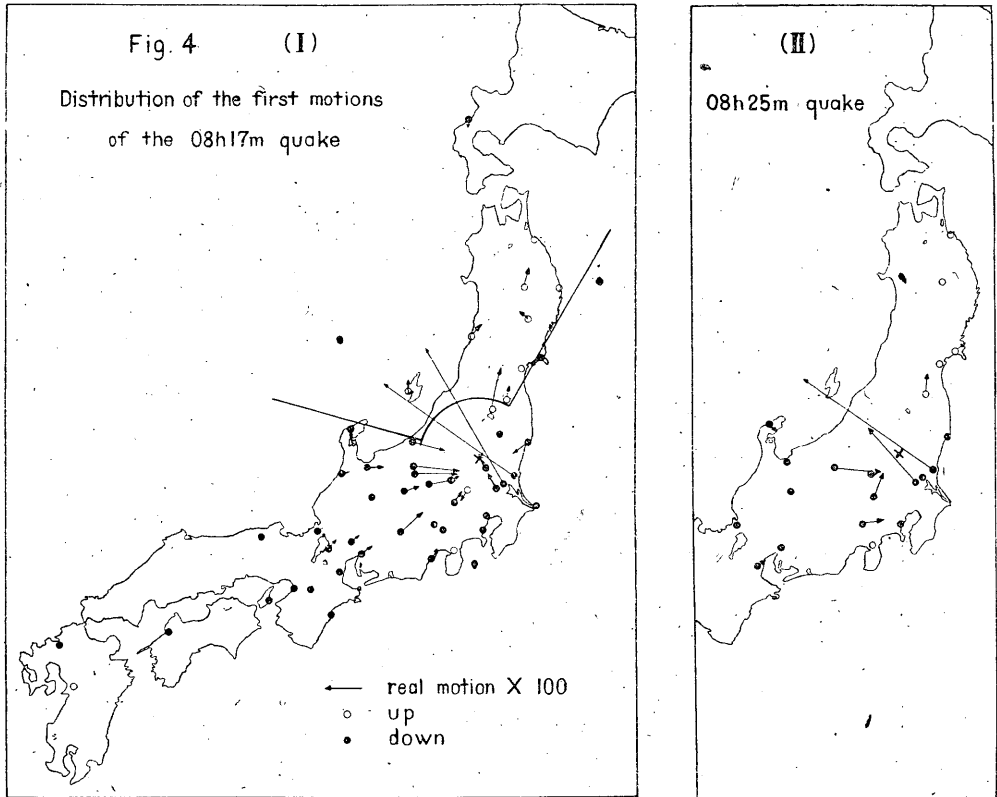 Fig. 4 (I)
Distribution of the first motions
of the 08h17m quake
real motion X 100
up
down
(II)
08h25m quake